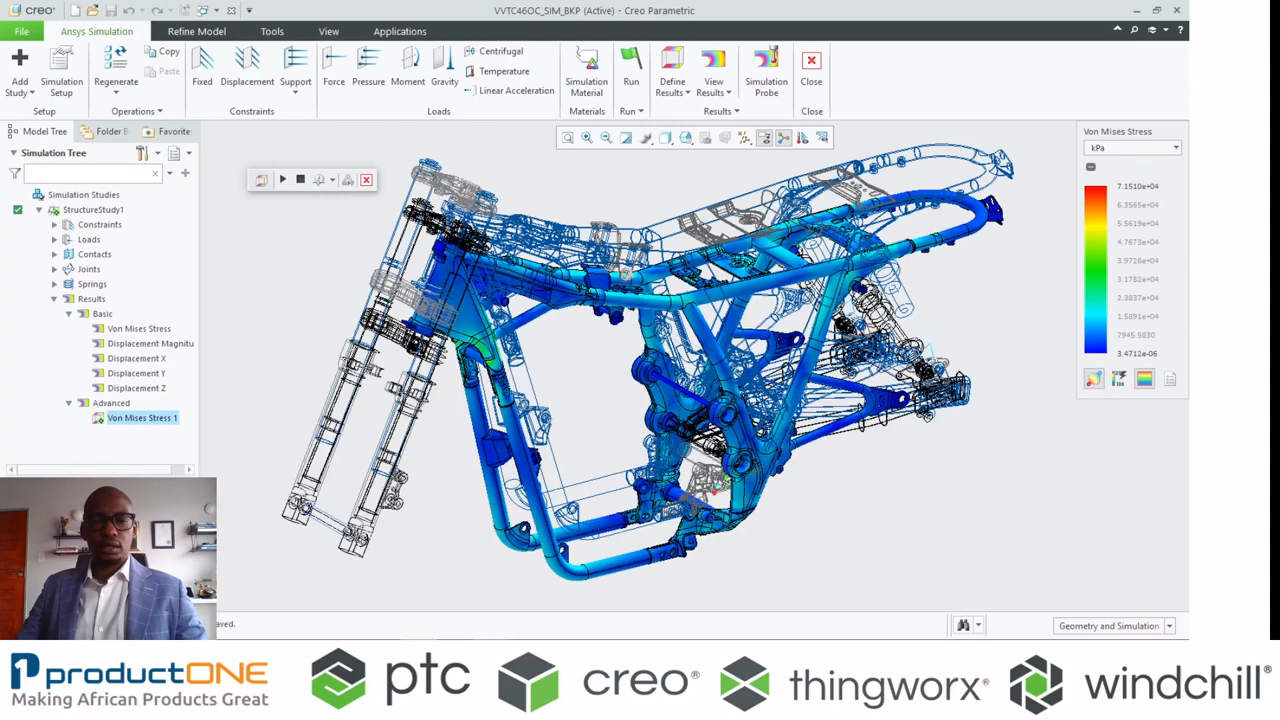 creo®
VVTC46OC_SIM_BKP (Active) - Creo Parametric
File
Ansys Simulation
Refine Model
Tools
View
Applications
Add Study
Simulation Setup
Setup
Regenerate
Copy
Paste
Operations
Fixed
Displacement
Support
Constraints
Force
Pressure
Moment
Gravity
Centrifugal
Temperature
Linear Acceleration
Loads
Simulation Material
Materials
Run
Run
Define Results
View Results
Simulation Probe
Results
Close
Close
Model Tree
Folder B
Favorite
Simulation Tree
Simulation Studies
StructureStudy1
Constraints
Loads
Contacts
Joints
Springs
Results
Basic
Von Mises Stress
Displacement Magnitu
Displacement X
Displacement Y
Displacement Z
Advanced
Von Mises Stress 1
Von Mises Stress
kPa
7.1510e+04
6.3565e+04
5.5619e+04
4.7673e+04
3.9728e+04
3.1782e+04
2.3837e+04
1.5891e+04
7945.5830
3.4712e-06
aved.
Geometry and Simulation
productONE
Making African Products Great
ptc
creo®
thingworx®
windchill®